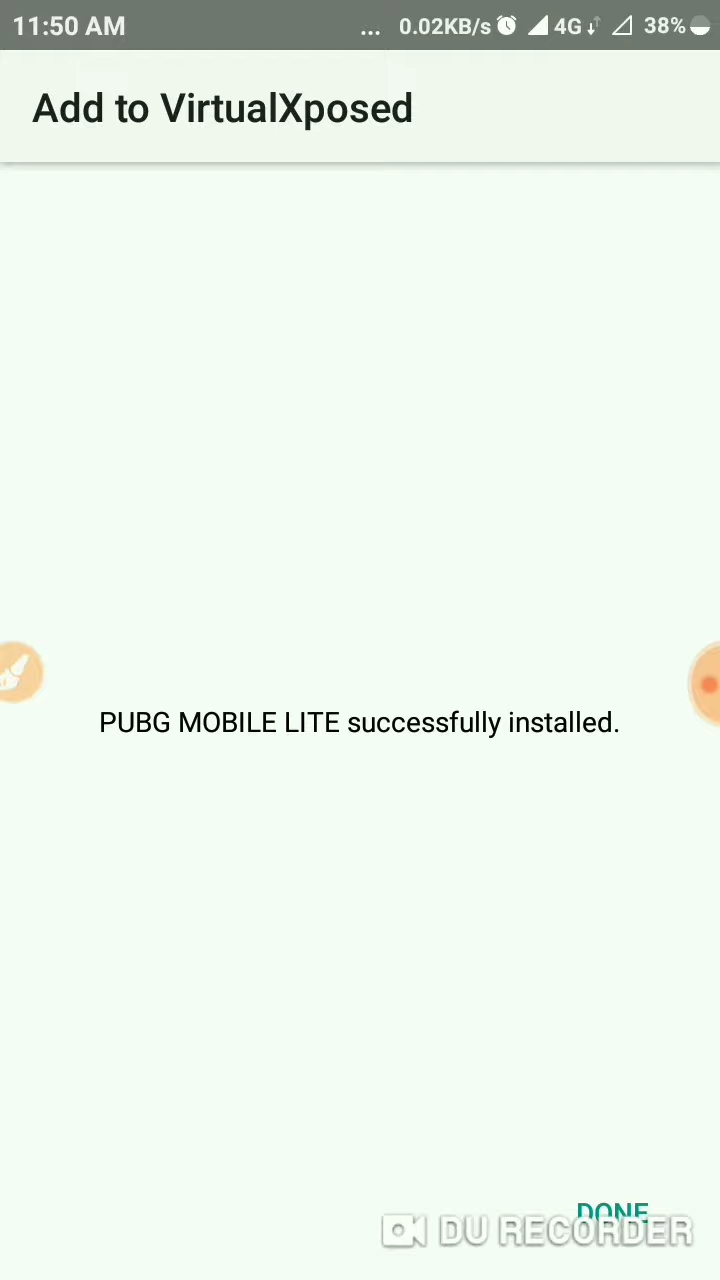 11:50 AM ... 0.02KB/s 4G 38%
Add to VirtualXposed
PUBG MOBILE LITE successfully installed.
DONE
DU RECORDER